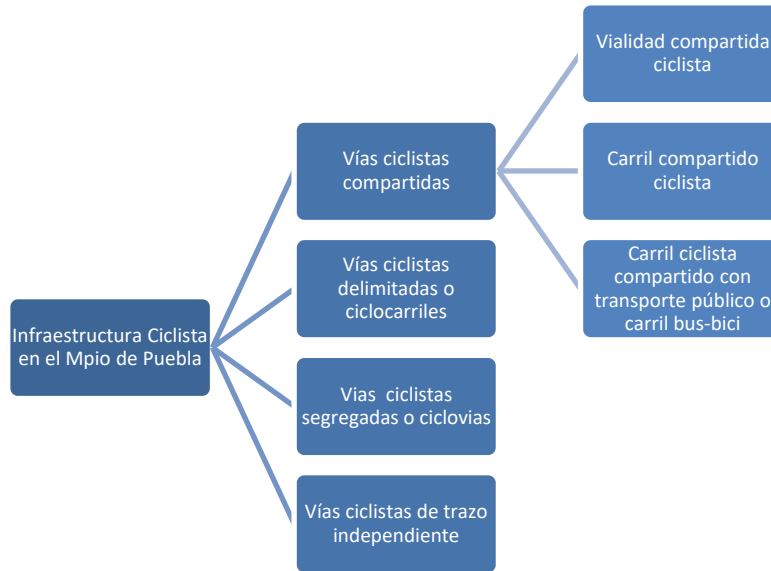 Vialidad compartida
ciclista
Vías ciclistas
compartidas
Carril compartido
ciclista
Carril ciclista
compartido con
transporte público o
carril bus-bici
Vías ciclistas
delimitadas o
ciclocarriles
Infraestructura Ciclista
en el Mpio de Puebla
Vias ciclistas
segregadas o ciclovias
Vías ciclistas de trazo
independiente